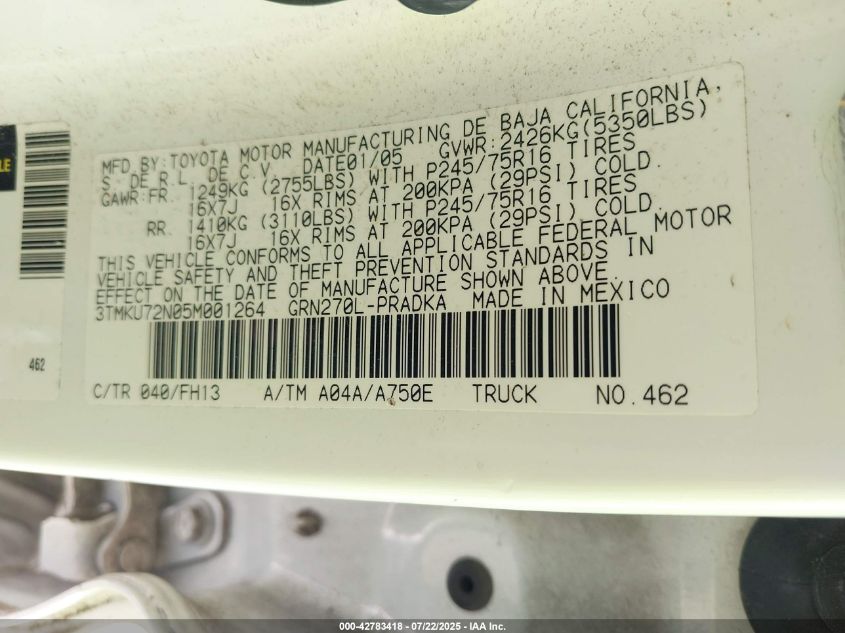 MFD BY:TOYOTA MOTOR MANUFACTURING DE BAJA CALIFORNIA,
S. DE R.L. DE C.V. DATE01/05 GVWR:2426KG(5350LBS)
GAWR:FR. 1249KG (2755LBS) WITH P245/75R16 TIRES
16X7J 16X RIMS AT 200KPA (29PSI) COLD.
RR. 1410KG (3110LBS) WITH P245/75R16 TIRES
16X7J 16X RIMS AT 200KPA (29PSI) COLD.
THIS VEHICLE CONFORMS TO ALL APPLICABLE FEDERAL MOTOR
VEHICLE SAFETY AND THEFT PREVENTION STANDARDS IN
EFFECT ON THE DATE OF MANUFACTURE SHOWN ABOVE.
3TMKU72N05M001264 GRN270L-PRADKA MADE IN MEXICO
C/TR 040/FH13 A/TM A04A/A750E TRUCK NO.462
462
000-42783418 - 07/22/2025 - IAA Inc.